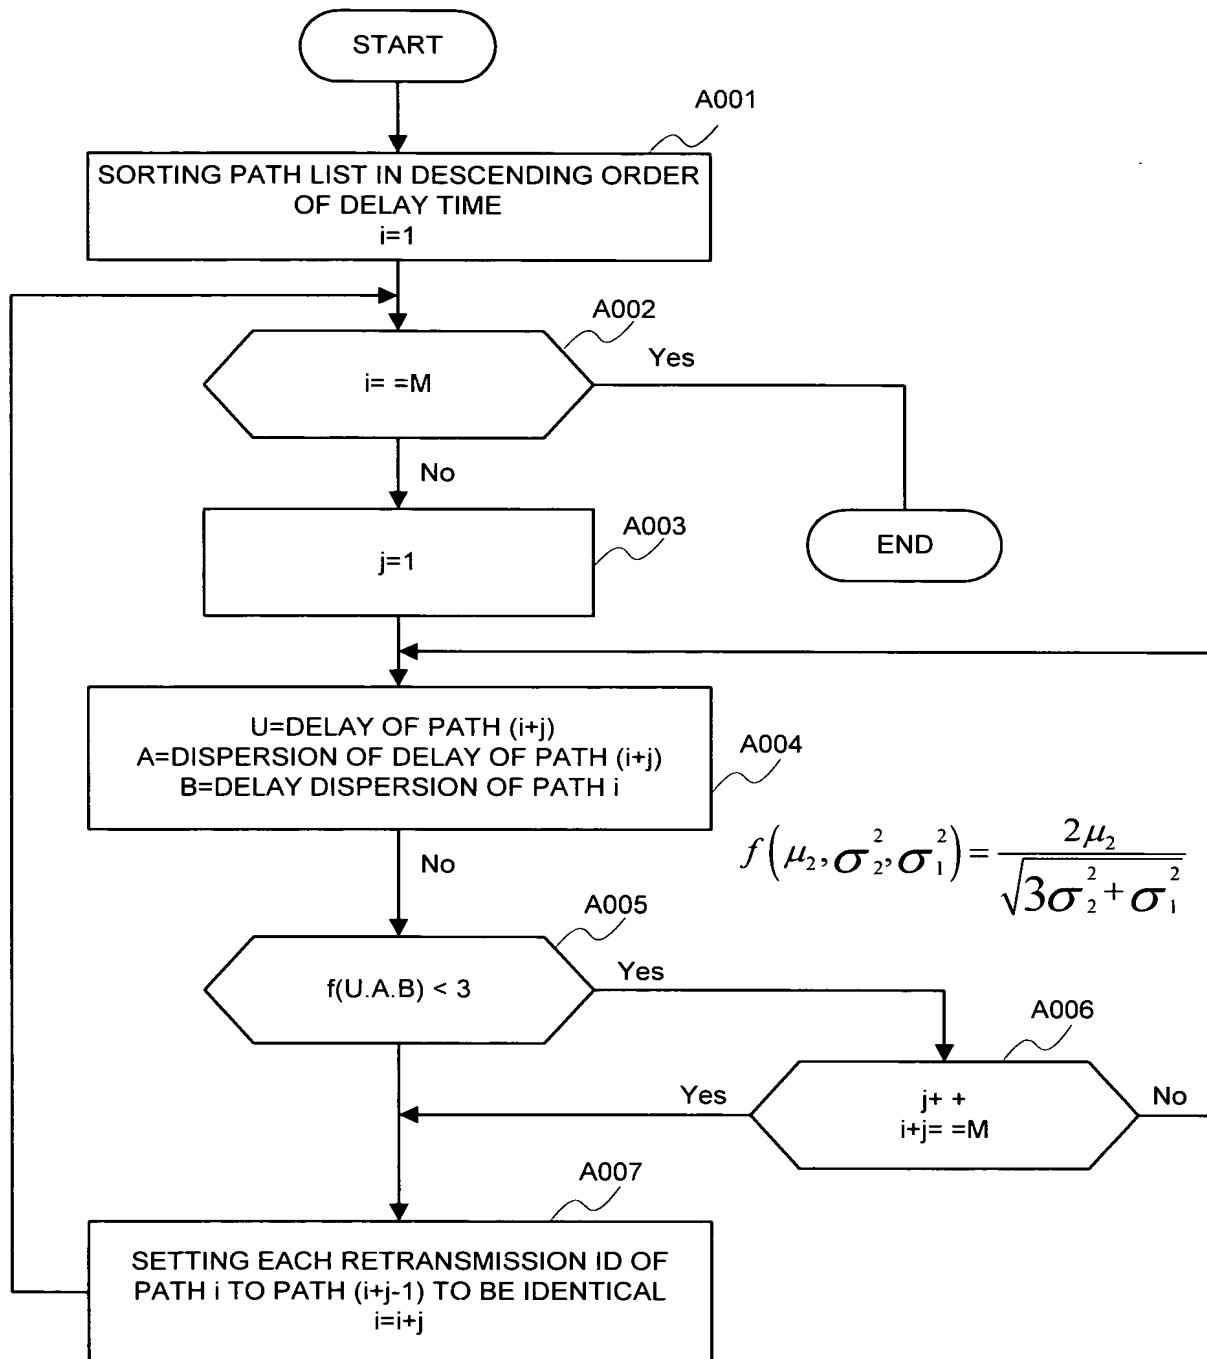 START
A001
SORTING PATH LIST IN DESCENDING ORDER
OF DELAY TIME
i=1
A002
i= =M
Yes
No
A003
j=1
END
U=DELAY OF PATH (i+j)
A=DISPERSION OF DELAY OF PATH (i+j)
B=DELAY DISPERSION OF PATH i
A004
No
f(μ₂, σ₂², σ₁²) = 2μ₂ / √(3σ₂² + σ₁²)
A005
f(U.A.B) < 3
Yes
A006
j+ +
i+j= =M
Yes
No
A007
SETTING EACH RETRANSMISSION ID OF
PATH i TO PATH (i+j-1) TO BE IDENTICAL
i=i+j